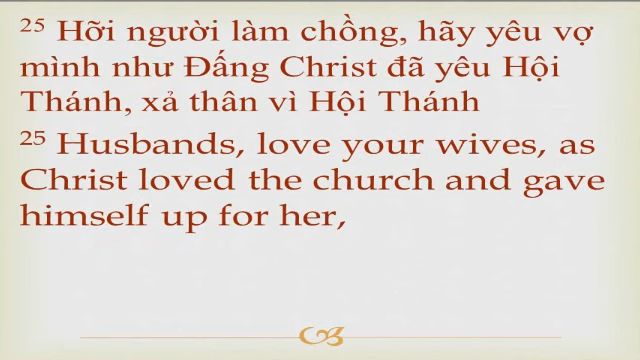 25 Hỡi người làm chồng, hãy yêu vợ
mình như Đấng Christ đã yêu Hội
Thánh, xả thân vì Hội Thánh
25 Husbands, love your wives, as
Christ loved the church and gave
himself up for her,